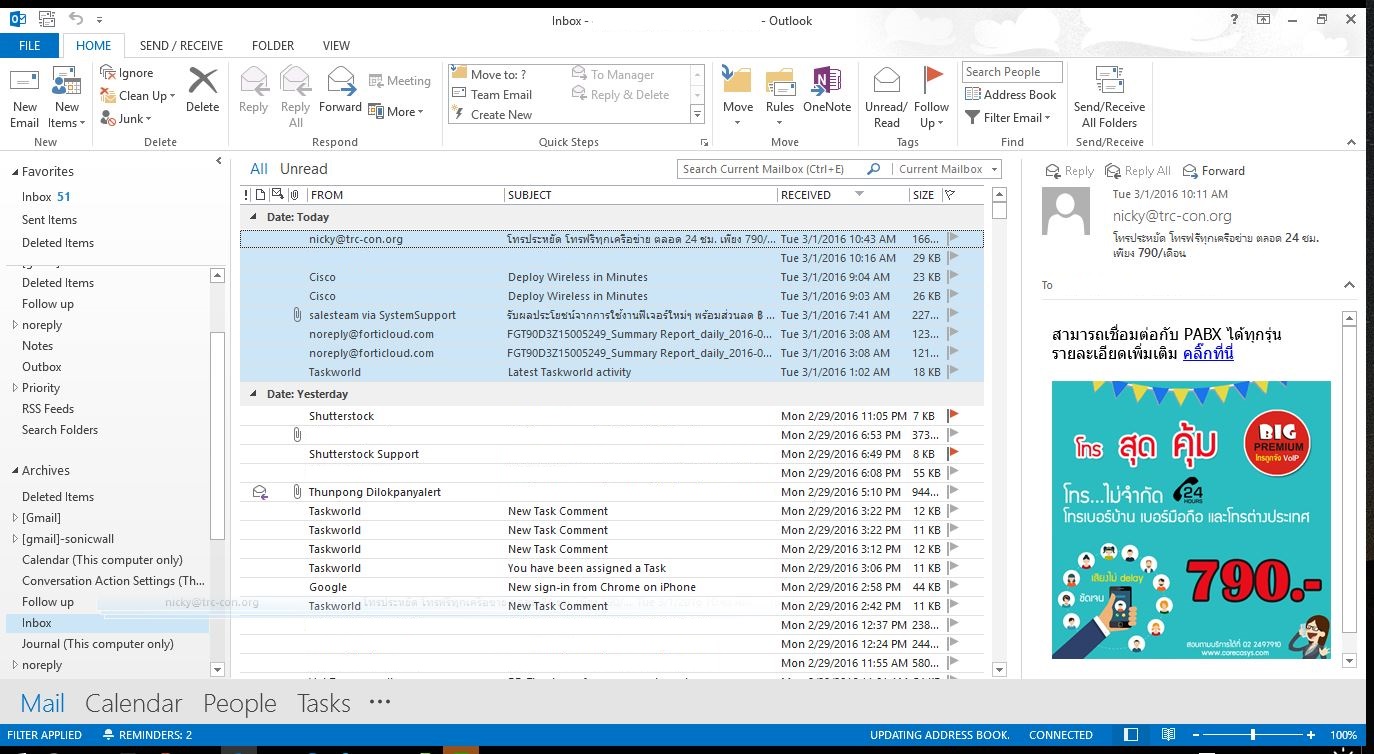 Inbox - - Outlook
FILE HOME SEND / RECEIVE FOLDER VIEW
New Email
New Items
Ignore
Clean Up
Junk
Delete
Reply
Reply All
Forward
Meeting
More
Move to: ?
Team Email
Create New
To Manager
Reply & Delete
Move
Rules
OneNote
Unread/ Read
Follow Up
Search People
Address Book
Filter Email
Send/Receive All Folders
New Delete Respond Quick Steps Move Tags Find Send/Receive
Favorites
Inbox 51
Sent Items
Deleted Items
Deleted Items
Follow up
noreply
Notes
Outbox
Priority
RSS Feeds
Search Folders
Archives
Deleted Items
[Gmail]
[gmail]-sonicwall
Calendar (This computer only)
Conversation Action Settings (Th...
Follow up
Inbox
Journal (This computer only)
noreply
All Unread
Search Current Mailbox (Ctrl+E) Current Mailbox
! FROM SUBJECT RECEIVED SIZE
Date: Today
nicky@trc-con.org โทรประหยัด โทรฟรีทุกเครือข่าย ตลอด 24 ชม. เพียง 790/... Tue 3/1/2016 10:43 AM 166...
Tue 3/1/2016 10:16 AM 29 KB
Cisco Deploy Wireless in Minutes Tue 3/1/2016 9:04 AM 23 KB
Cisco Deploy Wireless in Minutes Tue 3/1/2016 9:03 AM 26 KB
salesteam via SystemSupport รับผลประโยชน์จากการใช้งานฟีเจอร์ใหม่ๆ พร้อมส่วนลด ฿ ... Tue 3/1/2016 7:41 AM 227...
noreply@forticloud.com FGT90D3Z15005249_Summary Report_daily_2016-0... Tue 3/1/2016 3:08 AM 123...
noreply@forticloud.com FGT90D3Z15005249_Summary Report_daily_2016-0... Tue 3/1/2016 3:08 AM 121...
Taskworld Latest Taskworld activity Tue 3/1/2016 1:02 AM 18 KB
Date: Yesterday
Shutterstock Mon 2/29/2016 11:05 PM 7 KB
Mon 2/29/2016 6:53 PM 373...
Shutterstock Support Mon 2/29/2016 6:49 PM 8 KB
Mon 2/29/2016 6:08 PM 55 KB
Thunpong Dilokpanyalert Mon 2/29/2016 5:10 PM 944...
Taskworld New Task Comment Mon 2/29/2016 3:22 PM 12 KB
Taskworld New Task Comment Mon 2/29/2016 3:22 PM 11 KB
Taskworld New Task Comment Mon 2/29/2016 3:12 PM 12 KB
Taskworld You have been assigned a Task Mon 2/29/2016 3:06 PM 11 KB
Google New sign-in from Chrome on iPhone Mon 2/29/2016 2:58 PM 44 KB
Taskworld New Task Comment Mon 2/29/2016 2:42 PM 11 KB
nicky@trc-con.org โทรประหยัด โทรฟรีทุกเครือข่าย
Mon 2/29/2016 12:37 PM 238...
Mon 2/29/2016 12:24 PM 244...
Mon 2/29/2016 11:55 AM 580...
Reply Reply All Forward
Tue 3/1/2016 10:11 AM
nicky@trc-con.org
โทรประหยัด โทรฟรีทุกเครือข่าย ตลอด 24 ชม.
เพียง 790/เดือน
To
สามารถเชื่อมต่อกับ PABX ได้ทุกรุ่น
รายละเอียดเพิ่มเติม คลิ๊กที่นี่
โทร สุด คุ้ม
BIG
PREMIUM
โทรถูกจัง VoIP
โทร...ไม่จำกัด 24 HOURS
โทรเบอร์บ้าน เบอร์มือถือ และโทรต่างประเทศ
เสียงไม่ delay
ชัดเจน
790.-
สอบถามบริการได้ที่ 02 2497910
www.corecasys.com
Mail Calendar People Tasks ...
FILTER APPLIED REMINDERS: 2 UPDATING ADDRESS BOOK. CONNECTED 100%